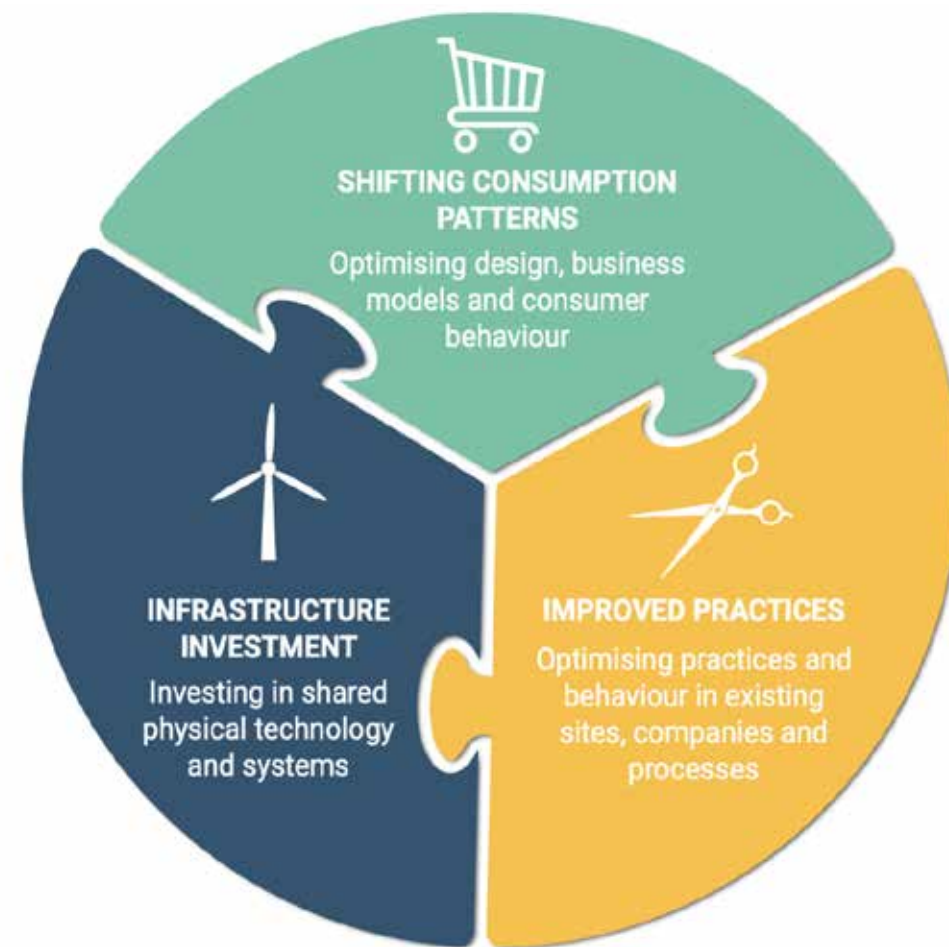 SHIFTING CONSUMPTION
PATTERNS
Optimising design, business
models and consumer
behaviour
INFRASTRUCTURE
INVESTMENT
Investing in shared
physical technology
and systems
IMPROVED PRACTICES
Optimising practices and
behaviour in existing
sites, companies and
processes